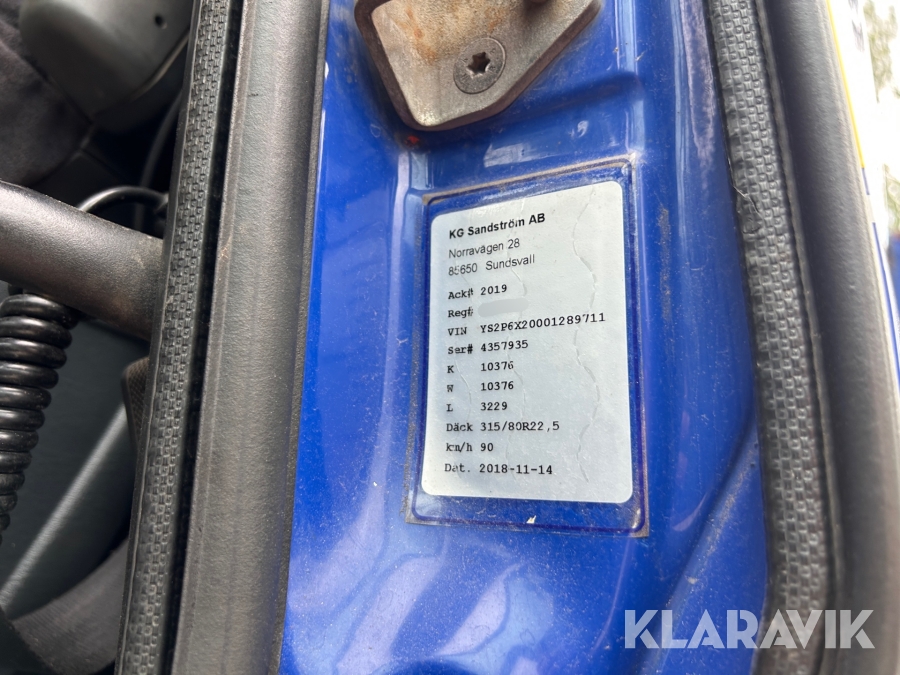 KG Sandström AB
Norravägen 28
85650 Sundsvall
Ack# 2019
Reg#
VIN YS2P6X20001289711
Ser# 4357935
K 10376
W 10376
L 3229
Däck 315/80R22,5
km/h 90
Dat. 2018-11-14
KLARAVIK